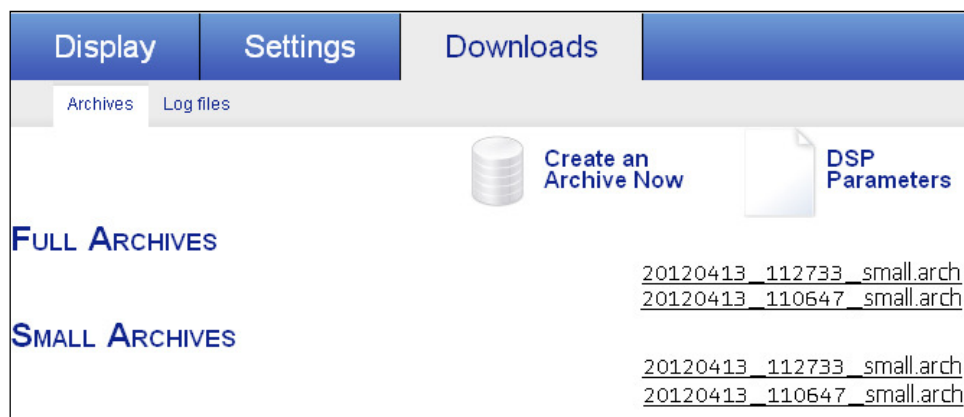 Display Settings Downloads
Archives Log files
Create an
Archive Now
DSP
Parameters
FULL ARCHIVES
20120413_112733_small.arch
20120413_110647_small.arch
SMALL ARCHIVES
20120413_112733_small.arch
20120413_110647_small.arch